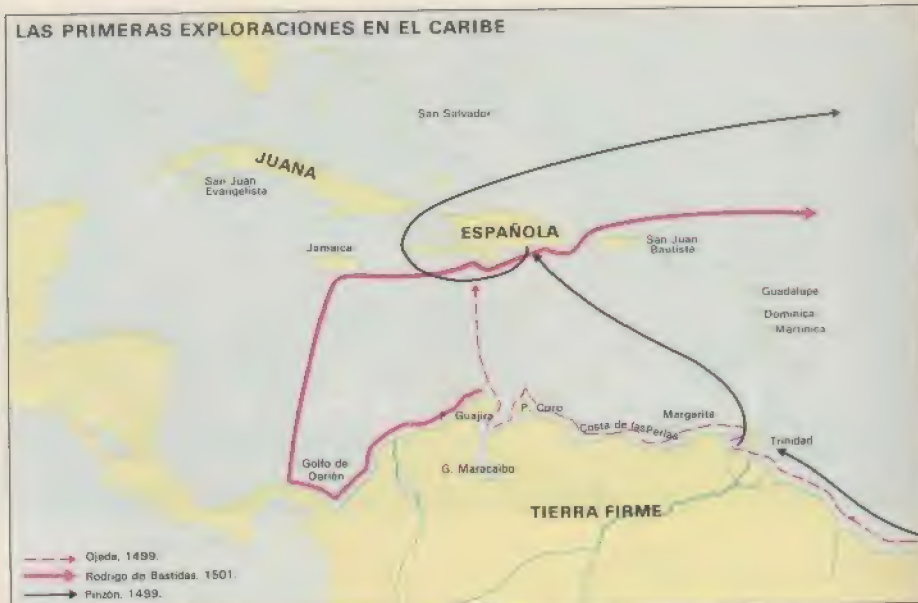 LAS PRIMERAS EXPLORACIONES EN EL CARIBE
San Salvador
JUANA
San Juan
Evangelista
ESPAÑOLA
Jamaica
San Juan
Bautista
Guadalupe
Dominica
Martinica
Guajira
P. Coro
Costa de las Perlas
Margarita
Trinidad
Golfo de
Darién
G. Maracaibo
TIERRA FIRME
Ojeda, 1499.
Rodrigo de Bastidas, 1501.
Pinzón, 1499.